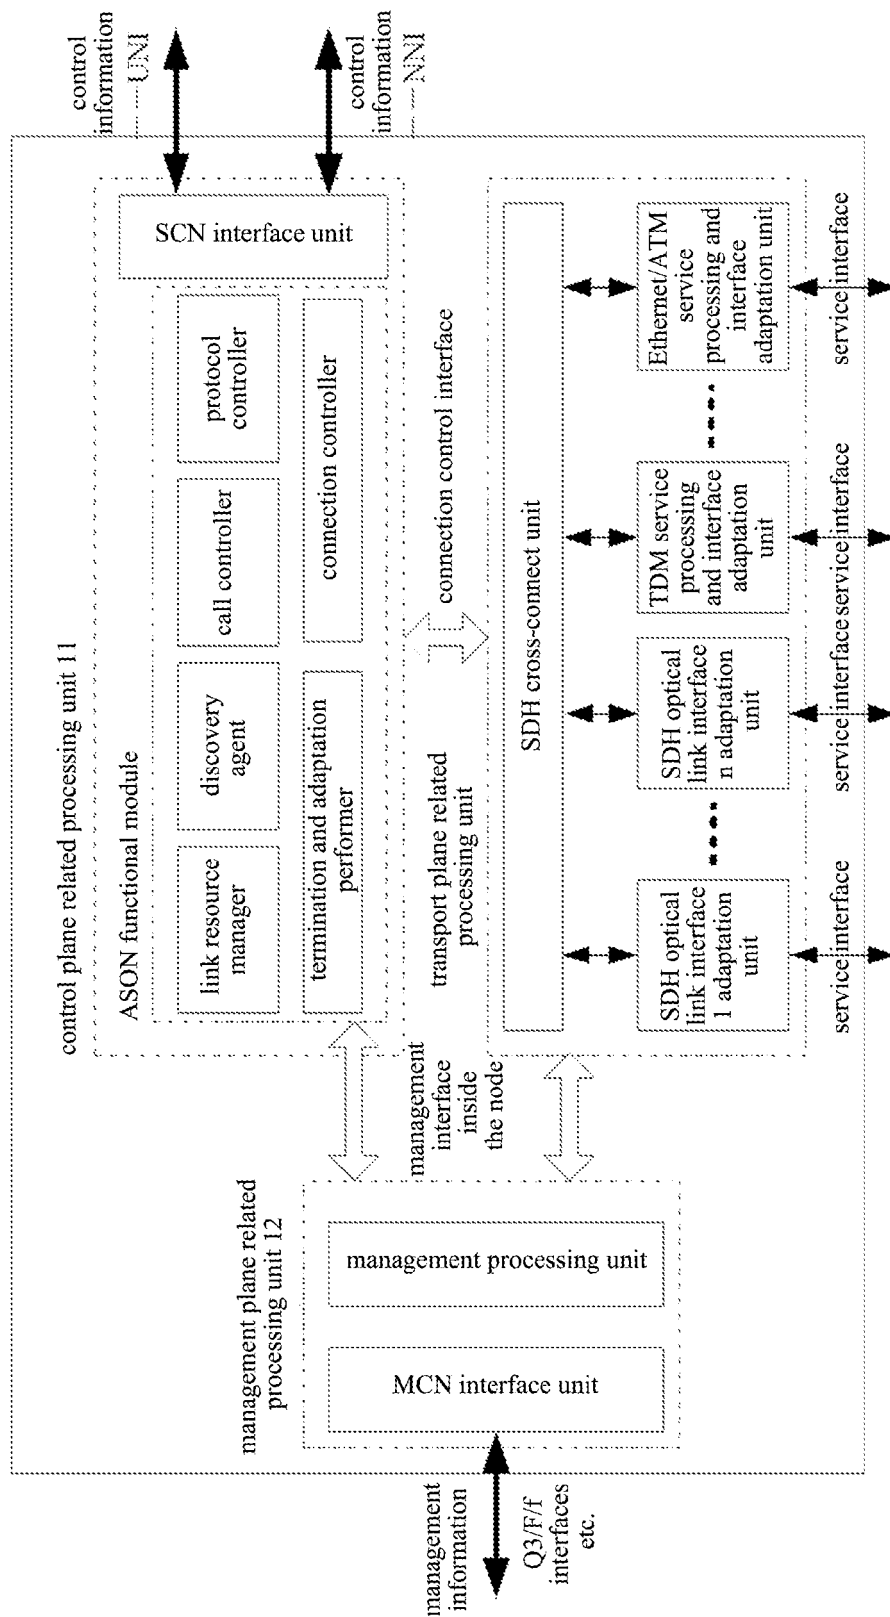 control
information
UNI
control
information
NNI
control plane related processing unit 11
ASON functional module
SCN interface unit
link resource
manager
discovery
agent
call controller
protocol
controller
termination and adaptation
performer
connection controller
management
interface
inside
the node
transport plane related
processing unit
connection control interface
management plane related
processing unit 12
management processing unit
MCN interface unit
management
information
Q3/F/f
interfaces
etc.
SDH cross-connect unit
SDH optical
link interface
1 adaptation
unit
SDH optical
link interface
n adaptation
unit
TDM service
processing
and interface
adaptation
unit
Ethernet/ATM
service
processing and
interface
adaptation unit
service interface
service interface
service interface
service interface